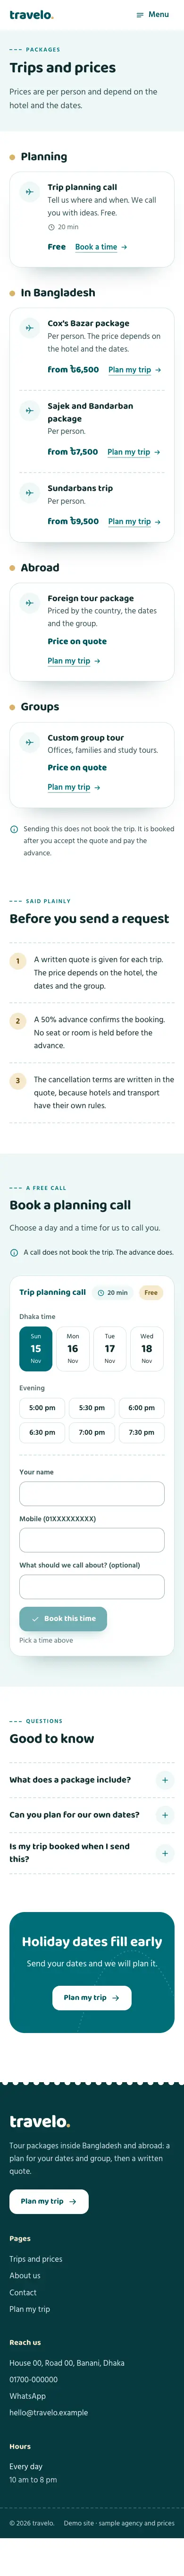 travelo.
Menu
PACKAGES
Trips and prices
Prices are per person and depend on
the hotel and the dates.
Planning
Trip planning call
Tell us where and when. We call
you with ideas. Free.
20 min
Free Book a time
In Bangladesh
Cox's Bazar package
Per person. The price depends on
the hotel and the dates.
from ৳6,500 Plan my trip
Sajek and Bandarban
package
Per person.
from ৳7,500 Plan my trip
Sundarbans trip
Per person.
from ৳9,500 Plan my trip
Abroad
Foreign tour package
Priced by the country, the dates
and the group.
Price on quote
Plan my trip
Groups
Custom group tour
Offices, families and study tours.
Price on quote
Plan my trip
Sending this does not book the trip. It is booked
after you accept the quote and pay the
advance.
SAID PLAINLY
Before you send a request
1
A written quote is given for each trip.
The price depends on the hotel, the
dates and the group.
2
A 50% advance confirms the booking.
No seat or room is held before the
advance.
3
The cancellation terms are written in the
quote, because hotels and transport
have their own rules.
A FREE CALL
Book a planning call
Choose a day and a time for us to call you.
A call does not book the trip. The advance does.
Trip planning call 20 min Free
Dhaka time
Sun Mon Tue Wed
15 16 17 18
Nov Nov Nov Nov
Evening
5:00 pm 5:30 pm 6:00 pm
6:30 pm 7:00 pm 7:30 pm
Your name
Mobile (01XXXXXXXXX)
What should we call about? (optional)
Book this time
Pick a time above
QUESTIONS
Good to know
What does a package include?
Can you plan for our own dates?
Is my trip booked when I send
this?
Holiday dates fill early
Send your dates and we will plan it.
Plan my trip
travelo.
Tour packages inside Bangladesh and abroad: a
plan for your dates and group, then a written
quote.
Plan my trip
Pages
Trips and prices
About us
Contact
Plan my trip
Reach us
House 00, Road 00, Banani, Dhaka
01700-000000
WhatsApp
hello@travelo.example
Hours
Every day
10 am to 8 pm
© 2026 travelo. Demo site · sample agency and prices